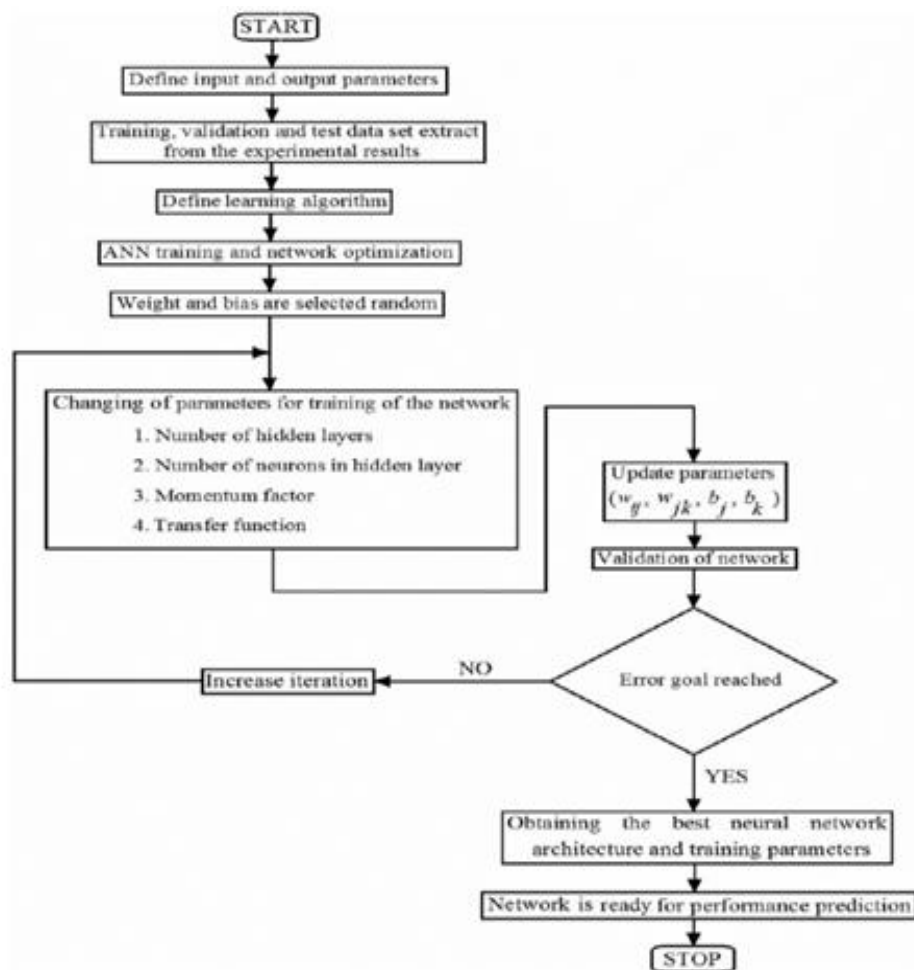 START
Define input and output parameters
Training, validation and test data set extract
from the experimental results
Define learning algorithm
ANN training and network optimization
Weight and bias are selected random
Changing of parameters for training of the network
1. Number of hidden layers
2. Number of neurons in hidden layer
3. Momentum factor
4. Transfer function
Update parameters
(w_ij, w_jk, b_j, b_k)
Validation of network
Error goal reached
NO
Increase iteration
YES
Obtaining the best neural network
architecture and training parameters
Network is ready for performance prediction
STOP